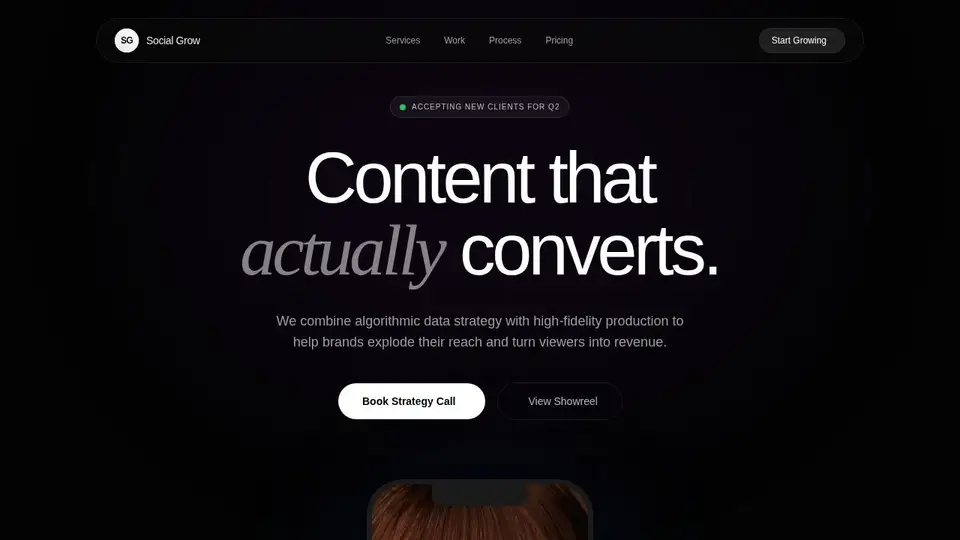 SG Social Grow
Services
Work
Process
Pricing
Start Growing
ACCEPTING NEW CLIENTS FOR Q2
Content that
actually converts.
We combine algorithmic data strategy with high-fidelity production to
help brands explode their reach and turn viewers into revenue.
Book Strategy Call
View Showreel